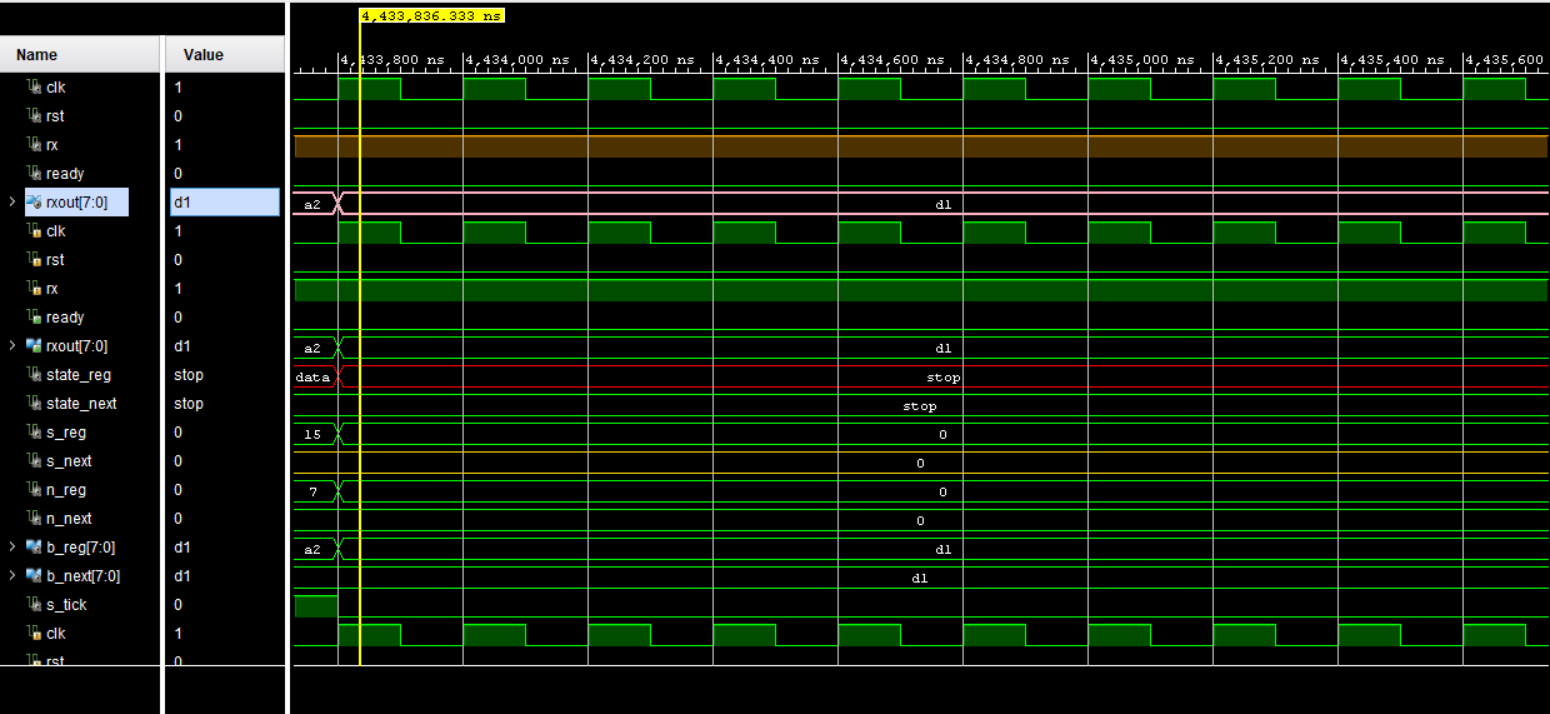 4,433,836.333 ns
Name Value 4,433,800 ns 4,434,000 ns 4,434,200 ns 4,434,400 ns 4,434,600 ns 4,434,800 ns 4,435,000 ns 4,435,200 ns 4,435,400 ns 4,435,600
clk 1
rst 0
rx 1
ready 0
rxout[7:0] d1 a2 d1
clk 1
rst 0
rx 1
ready 0
rxout[7:0] d1 a2 d1
state_reg stop data stop
state_next stop stop
s_reg 0 15 0
s_next 0 0
n_reg 0 7 0
n_next 0 0
b_reg[7:0] d1 a2 d1
b_next[7:0] d1 d1
s_tick 0
clk 1
rst 0